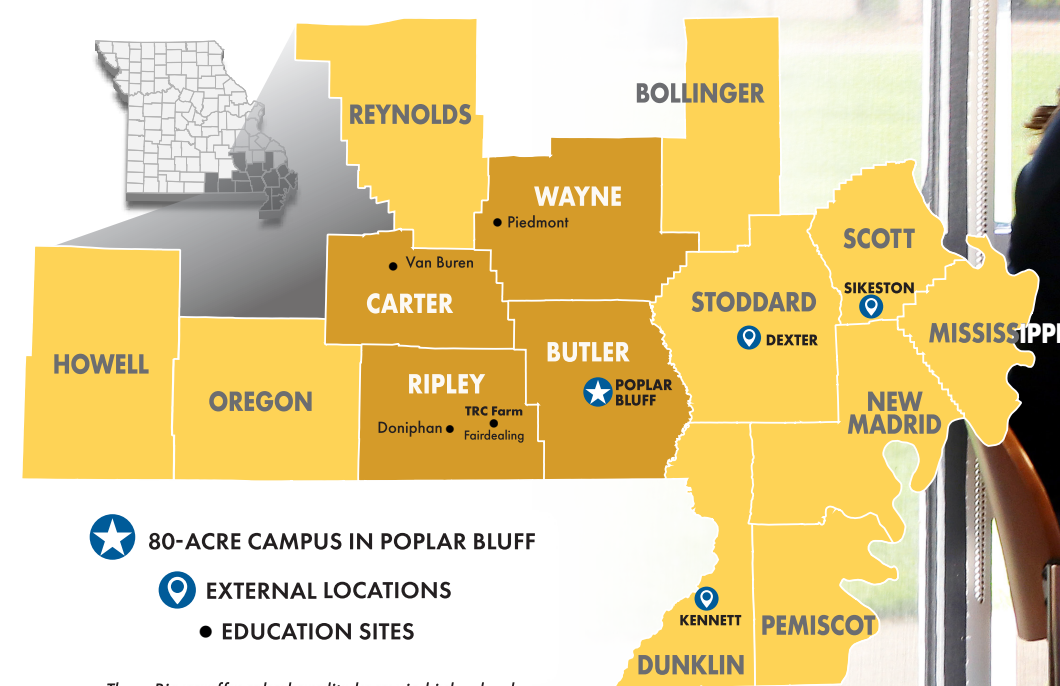 REYNOLDS
BOLLINGER
WAYNE
Piedmont
SCOTT
Van Buren
SIKESTON
CARTER
STODDARD
MISSISSIPPI
DEXTER
HOWELL
BUTLER
RIPLEY
POPLAR
BLUFF
OREGON
TRC Farm
NEW
MADRID
Doniphan
Fairdealing
80-ACRE CAMPUS IN POPLAR BLUFF
EXTERNAL LOCATIONS
EDUCATION SITES
KENNETT
PEMISCOT
DUNKLIN